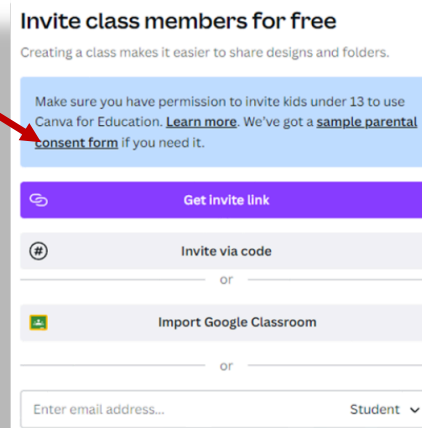 Invite class members for free
Creating a class makes it easier to share designs and folders.
Make sure you have permission to invite kids under 13 to use
Canva for Education. Learn more. We've got a sample parental
consent form if you need it.
Get invite link
Invite via code
or
Import Google Classroom
or
Enter email address... Student